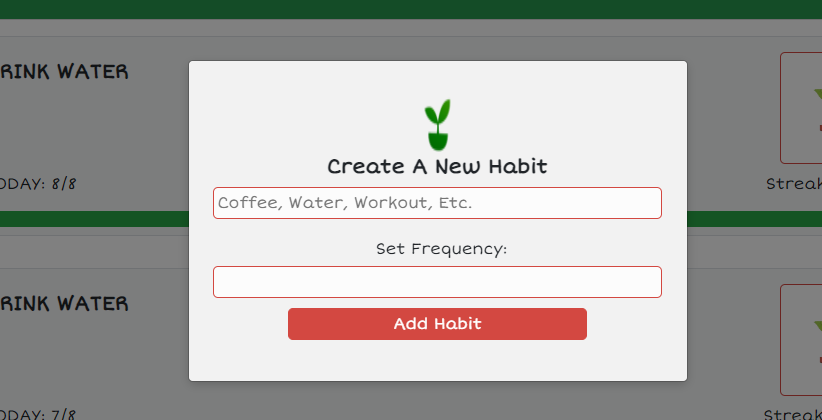 RINK WATER
Create A New Habit
Coffee, Water, Workout, Etc.
ODAY: 8/8
Streak
Set Frequency:
RINK WATER
Add Habit
ODAY: 7/8
Streak